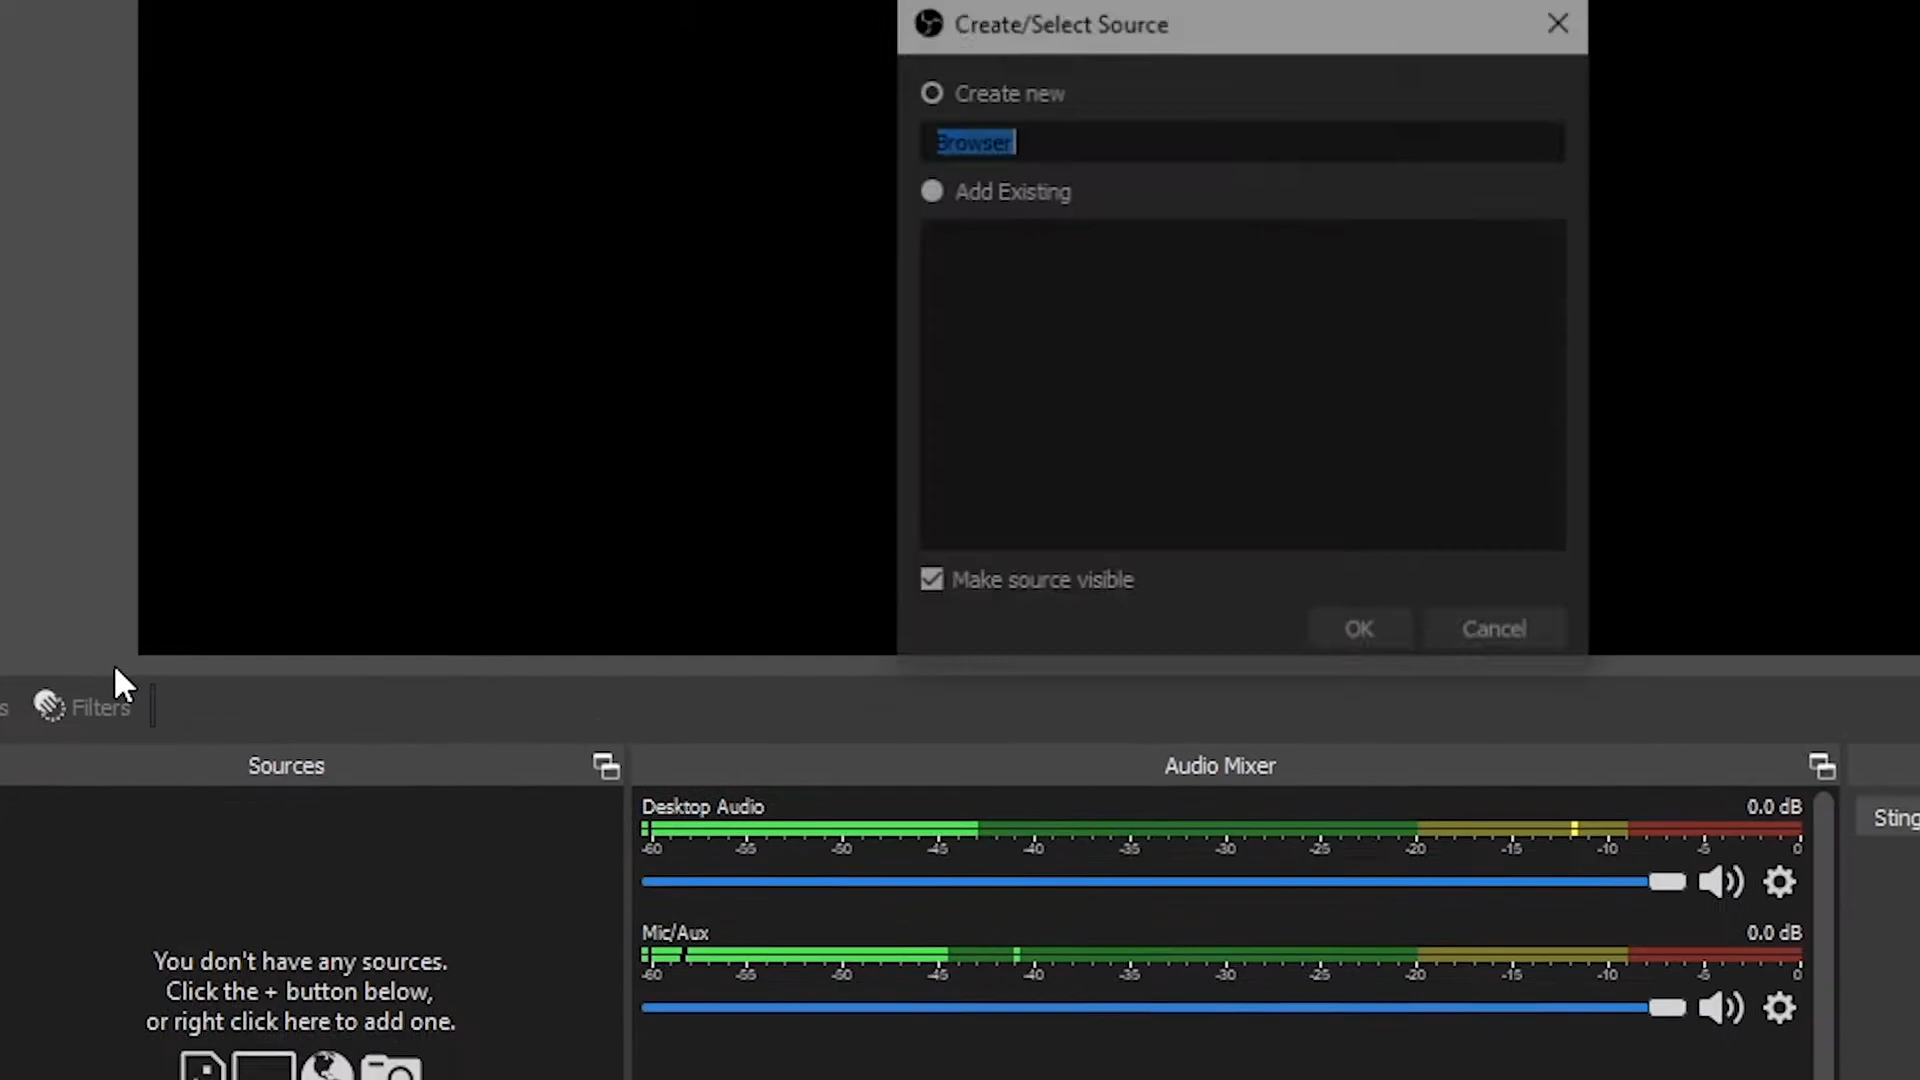 Create/Select Source
Create new
Browser
Add Existing
Make source visible
OK Cancel
s Filters
Sources
Audio Mixer
Desktop Audio 0.0 dB
-60 -55 -50 -45 -40 -35 -30 -25 -20 -15 -10 -5 0
Sting
Mic/Aux 0.0 dB
-60 -55 -50 -45 -40 -35 -30 -25 -20 -15 -10 -5 0
You don't have any sources.
Click the + button below,
or right click here to add one.